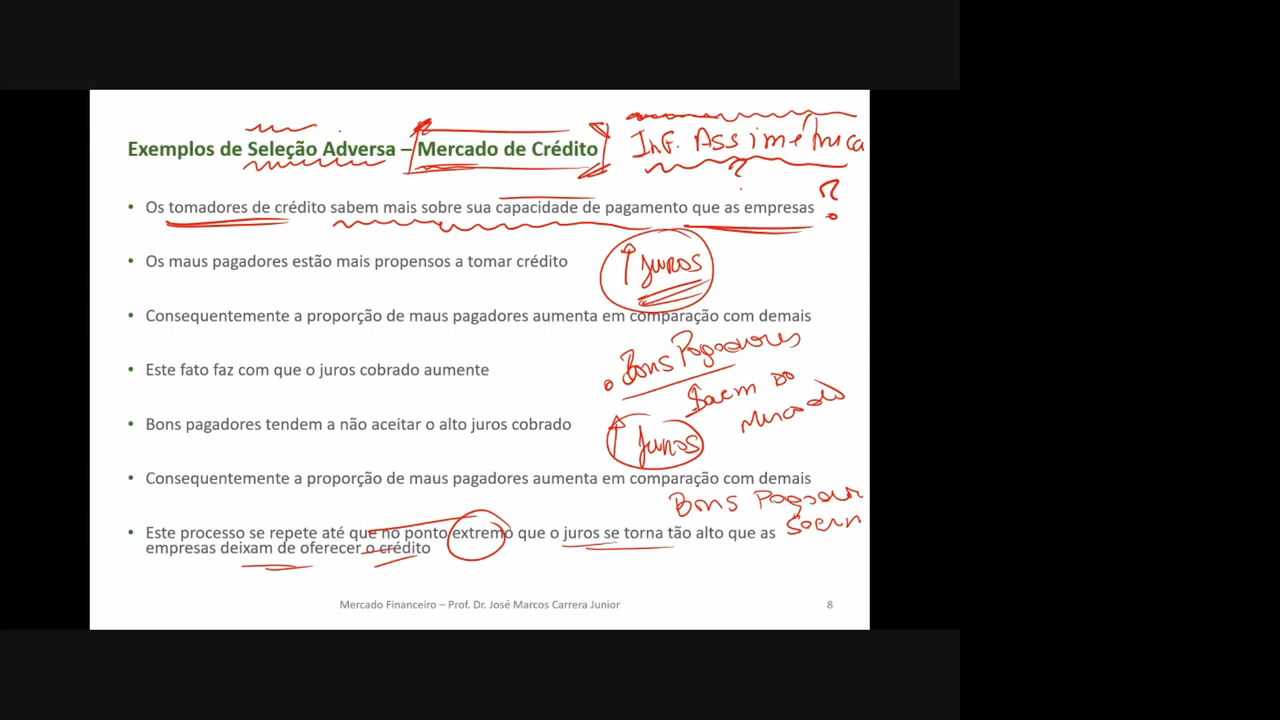 Exemplos de Seleção Adversa – Mercado de Crédito
Inf. Assimétrica
?
• Os tomadores de crédito sabem mais sobre sua capacidade de pagamento que as empresas ?
• Os maus pagadores estão mais propensos a tomar crédito
↑ Juros
• Consequentemente a proporção de maus pagadores aumenta em comparação com demais
• Bons Pagadores
• Este fato faz com que o juros cobrado aumente
Saem do
Mercado
• Bons pagadores tendem a não aceitar o alto juros cobrado
↑ Juros
• Consequentemente a proporção de maus pagadores aumenta em comparação com demais
Bons Pagador
Saem
• Este processo se repete até que no ponto extremo que o juros se torna tão alto que as
empresas deixam de oferecer o crédito
Mercado Financeiro – Prof. Dr. José Marcos Carrera Junior
8